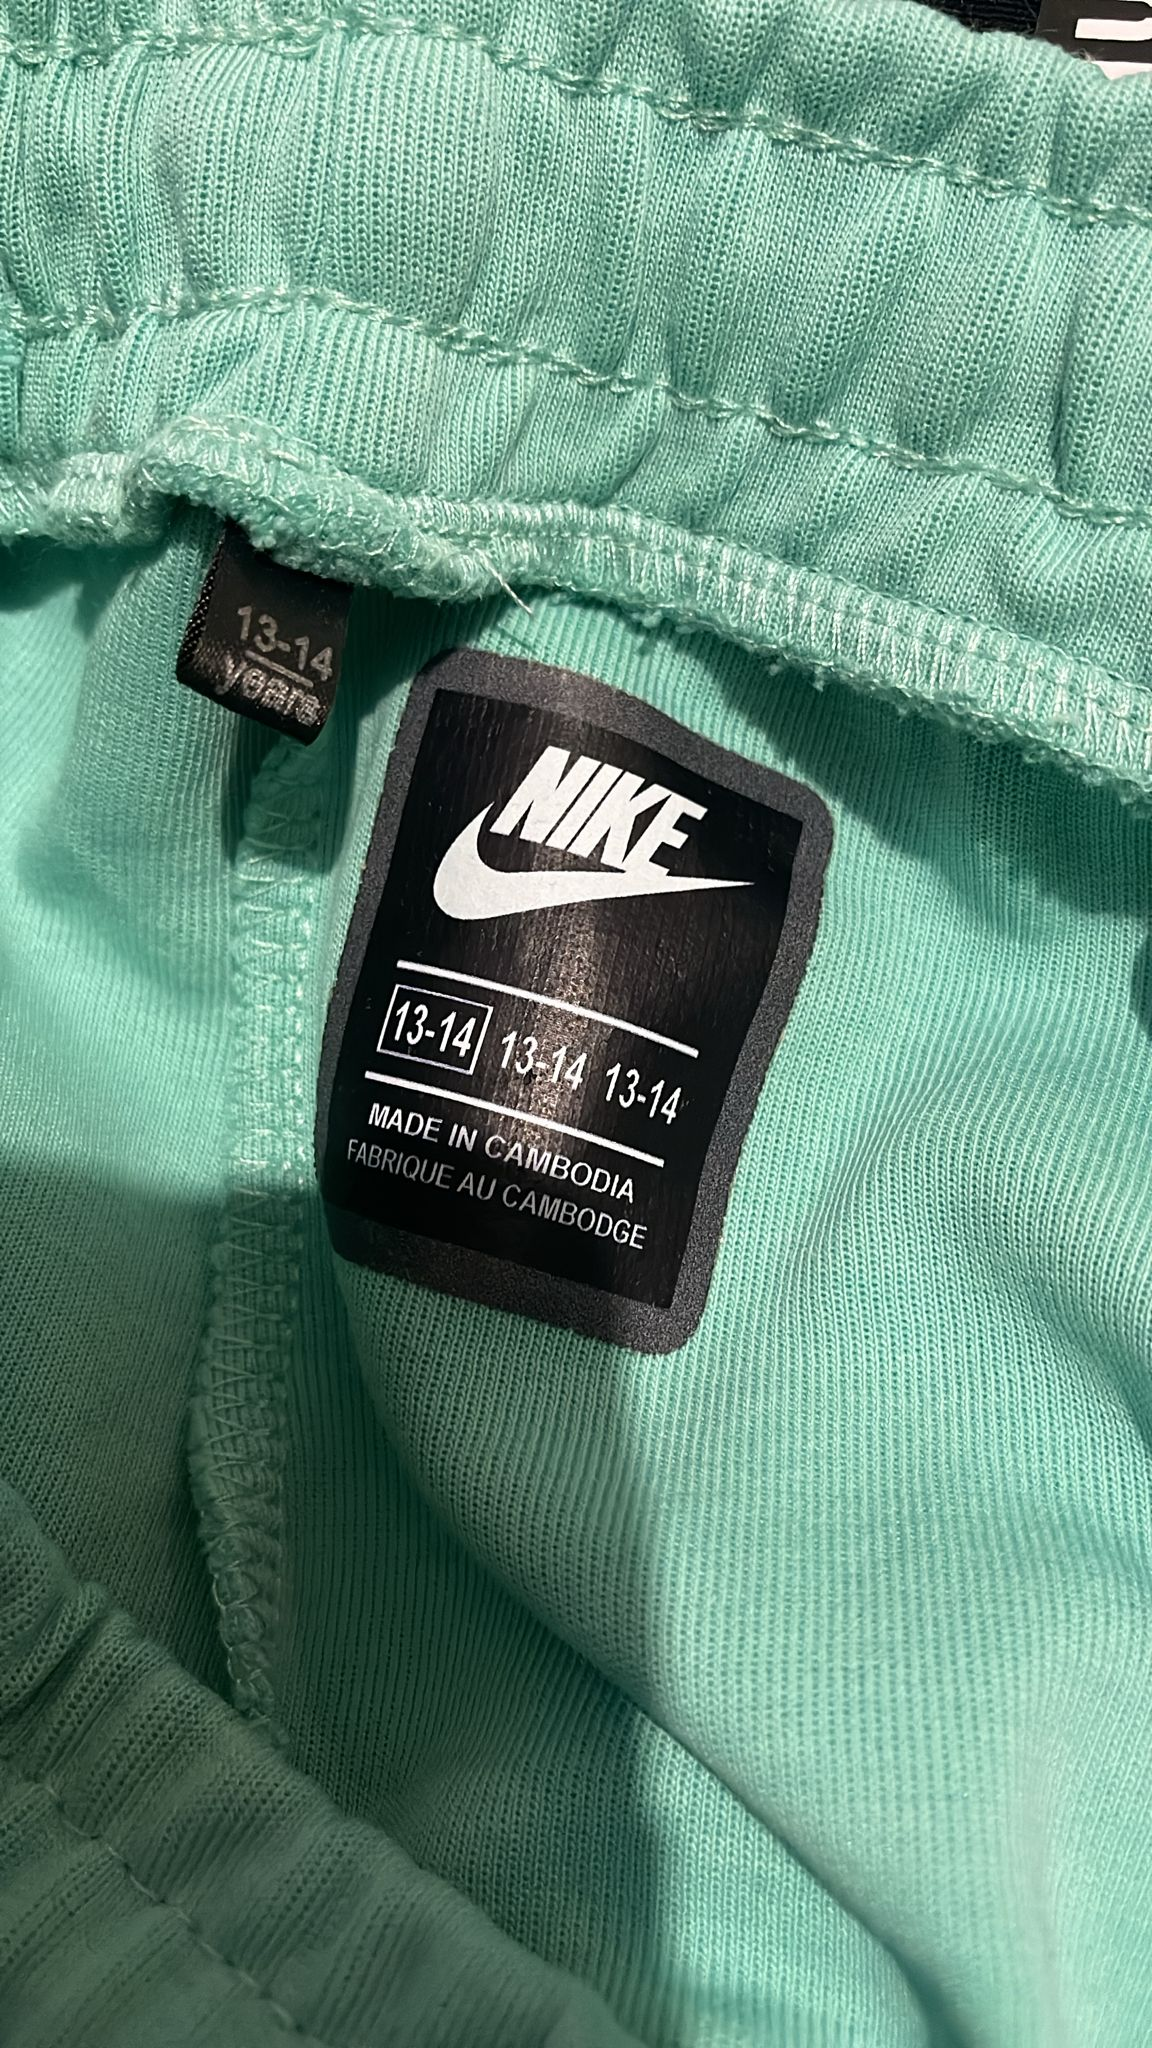 13-14
years
NIKE
13-14 13-14 13-14
MADE IN CAMBODIA
FABRIQUE AU CAMBODGE